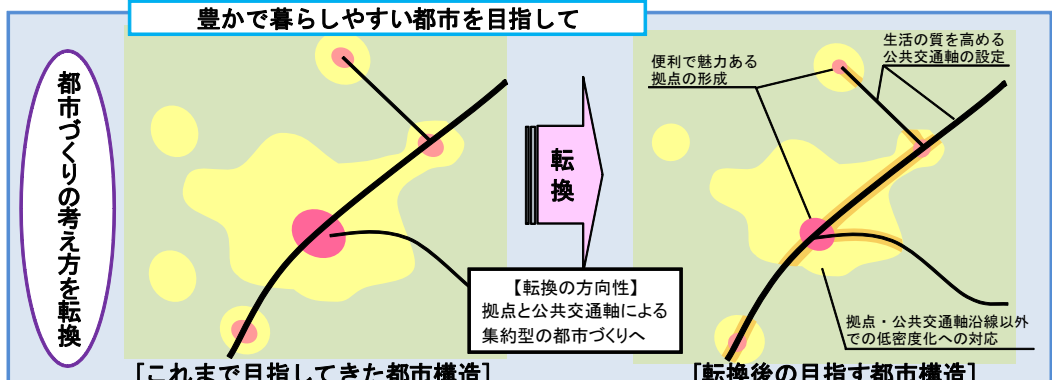 豊かで暮らしやすい都市を目指して
都市づくりの考え方を転換
転
換
【転換の方向性】
拠点と公共交通軸による
集約型の都市づくりへ
便利で魅力ある
拠点の形成
生活の質を高める
公共交通軸の設定
拠点・公共交通軸沿線以外
での低密度化への対応
[これまで目指してきた都市構造]
[転換後の目指す都市構造]